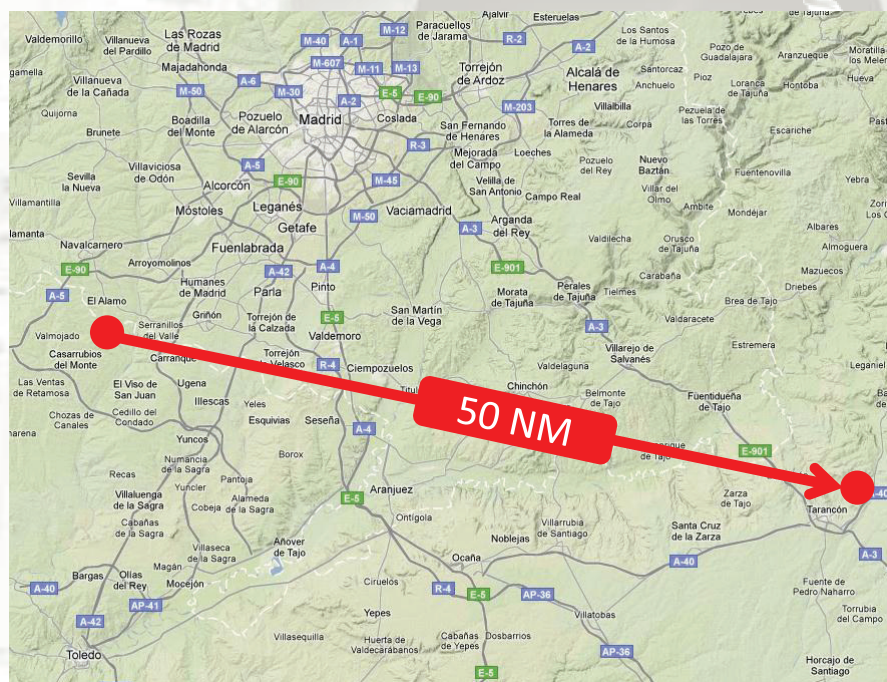 Ajalvir
Esteruelas
de Tajuña
Valdemorillo
Villanueva
del Pardillo
Las Rozas
de Madrid
M-40
A-1
M-12
Paracuellos
de Jarama
R-2
A-2
Los Santos
de la Humosa
Pozo de
Guadalajara
Aranzueque
Moratilla
los Meler
M-607
M-11
M-13
Torrejón
de Ardoz
Alcalá de
Henares
Santorcaz
Anchuelo
Pioz
Loranca
de Tajuña
Hontoba
Hueva
Majadahonda
Villanueva
de la Cañada
A-6
M-50
M-30
A-2
E-5
E-90
M-203
Villalbilla
Pezuela de
las Torres
Quijorna
Boadilla
del Monte
Pozuelo
de Alarcón
Madrid
Coslada
San Fernando
de Henares
Torres de
la Alameda
Corpa
Escariche
Brunete
R-3
Mejorada
del Campo
Loeches
Pozuelo
del Rey
Nuevo
Baztán
Fuentenovilla
Yebra
Villaviciosa
de Odón
A-5
Sevilla
la Nueva
Alcorcón
E-90
M-45
Velilla de
San Antonio
Campo Real
Villar del
Olmo
Ambite
Mondéjar
Villamantilla
Móstoles
Leganés
M-50
Vaciamadrid
Arganda
del Rey
A-3
Albares
Almoguera
Getafe
Navalcarnero
Fuenlabrada
Valdilecha
Orusco
de Tajuña
E-90
Arroyomolinos
A-42
A-4
E-901
Carabaña
Mazuecos
Driebes
A-5
El Alamo
Humanes
de Madrid
Parla
Pinto
Morata
de Tajuña
Perales
de Tajuña
Tielmes
Brea de Tajo
Griñón
San Martín
de la Vega
E-5
A-3
Valdaracete
Valmojado
Serranillos
del Valle
Torrejón de
la Calzada
Valdemoro
Villarejo de
Salvanés
Estremera
Casarrubios
del Monte
Carranque
Torrejón
de Velasco
R-4
Ciempozuelos
Valdelaguna
Leganiel
Las Ventas
de Retamosa
El Viso de
San Juan
Ugena
Chinchón
Belmonte
de Tajo
Fuentidueña
de Tajo
Chozas de
Canales
Cedillo del
Condado
Illescas
Yeles
Esquivias
Seseña
50 NM
A-4
Yuncos
Numancia
de la Sagra
Borox
de Tajo
E-901
Recas
Yuncler
Pantoja
Aranjuez
Zarza
de Tajo
A-40
Villaluenga
de la Sagra
Cobeja
Alameda
de la Sagra
E-5
Tarancón
Cabañas
de la Sagra
Ontígola
Villarrubia
de Santiago
Santa Cruz
de la Zarza
Villaseca
de la Sagra
Añover
de Tajo
Noblejas
A-3
A-40
Bargas
Olías
del Rey
Magán
Mocejón
Ocaña
A-40
Ciruelos
R-4
E-5
AP-36
Fuente de
Pedro Naharro
AP-41
A-42
Yepes
Villatobas
Torrubia
del Campo
Toledo
Villasequilla
Huerta de
Valdecarábanos
Cabañas
de Yepes
Dosbarrios
AP-36
E-5
Horcajo de
Santiago